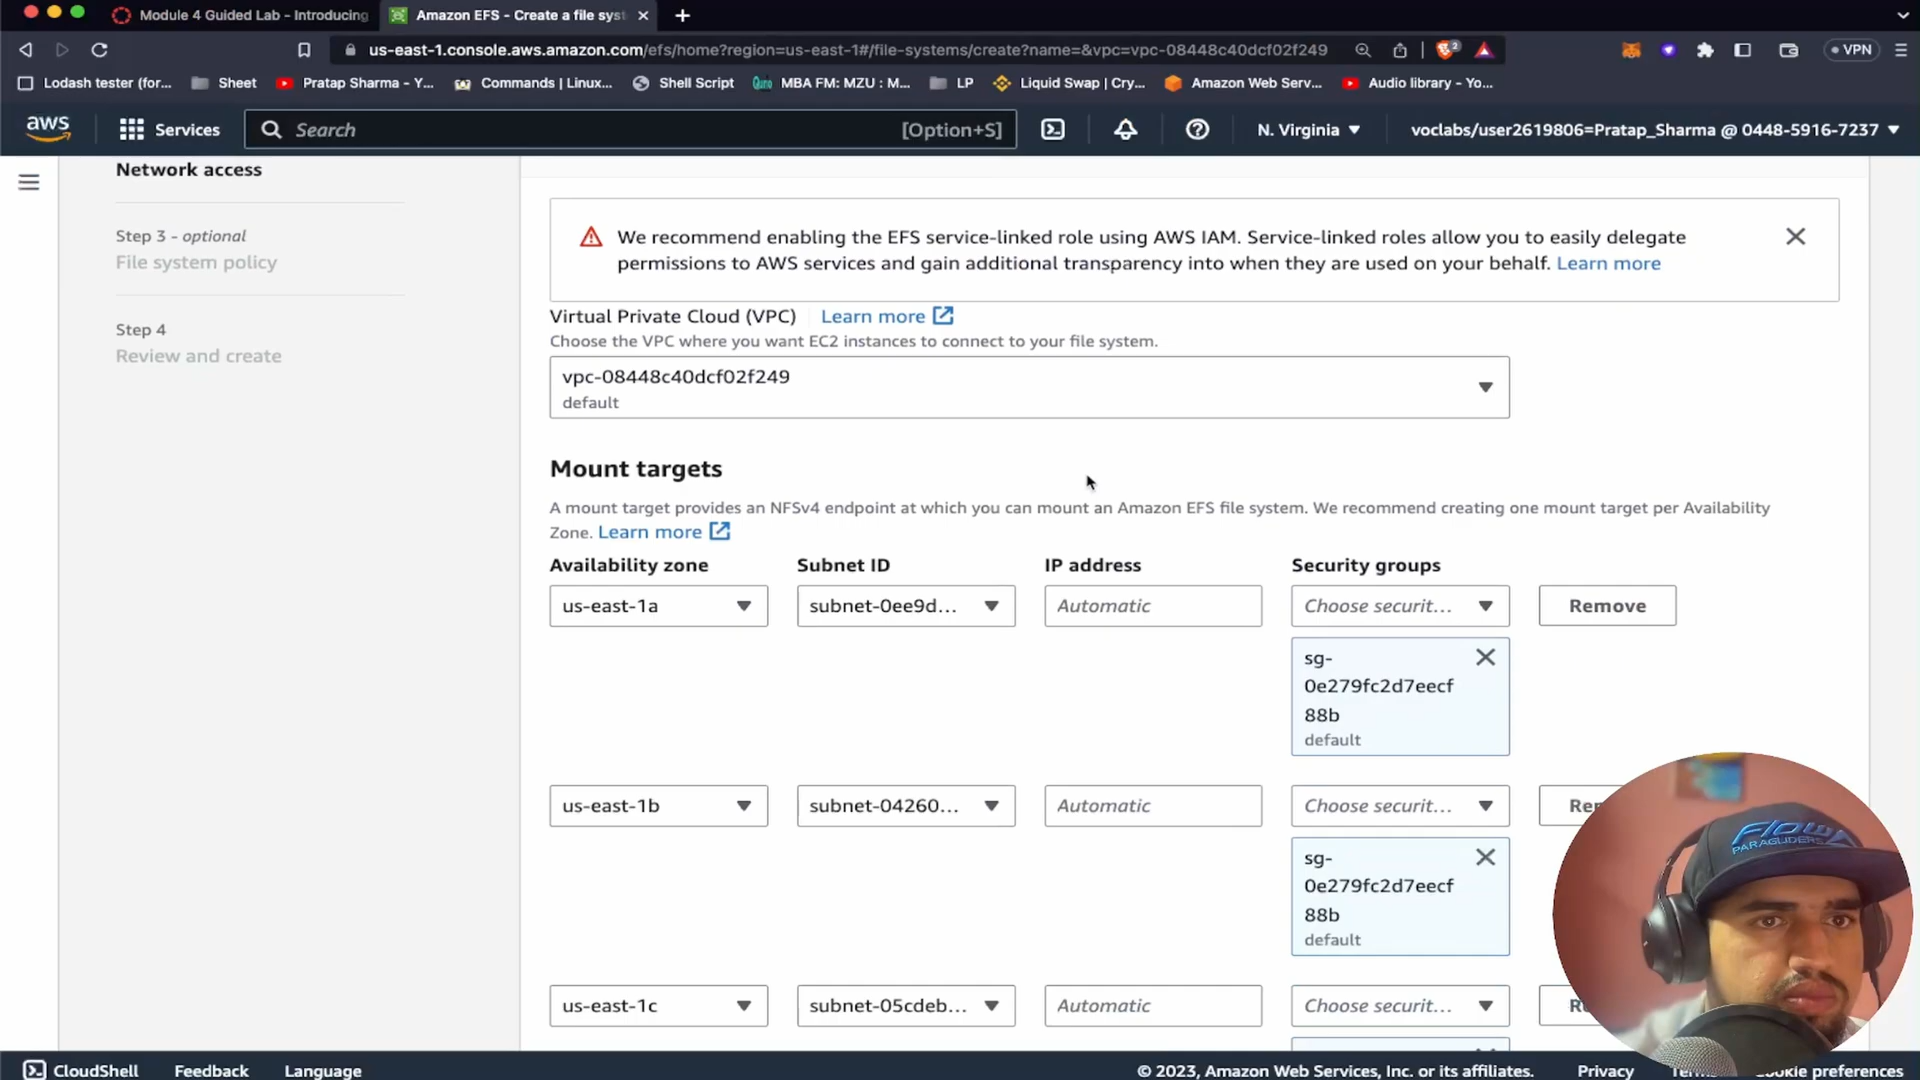 Module 4 Guided Lab - Introducing
Amazon EFS - Create a file syst
us-east-1.console.aws.amazon.com/efs/home?region=us-east-1#/file-systems/create?name=&vpc=vpc-08448c40dcf02f249
2
VPN
Lodash tester (for...
Sheet
Pratap Sharma - Y...
Commands | Linux...
Shell Script
MBA FM: MZU : M...
LP
Liquid Swap | Cry...
Amazon Web Serv...
Audio library - Yo...
aws
Services
Search
[Option+S]
N. Virginia
voclabs/user2619806=Pratap_Sharma @ 0448-5916-7237
Network access
Step 3 - optional
File system policy
Step 4
Review and create
We recommend enabling the EFS service-linked role using AWS IAM. Service-linked roles allow you to easily delegate
permissions to AWS services and gain additional transparency into when they are used on your behalf. Learn more
Virtual Private Cloud (VPC)
Learn more
Choose the VPC where you want EC2 instances to connect to your file system.
vpc-08448c40dcf02f249
default
Mount targets
A mount target provides an NFSv4 endpoint at which you can mount an Amazon EFS file system. We recommend creating one mount target per Availability
Zone. Learn more
Availability zone
Subnet ID
IP address
Security groups
us-east-1a
subnet-0ee9d...
Automatic
Choose securit...
Remove
sg-
0e279fc2d7eecf
88b
default
us-east-1b
subnet-04260...
Automatic
Choose securit...
sg-
0e279fc2d7eecf
88b
default
us-east-1c
subnet-05cdeb...
Automatic
Choose securit...
FLOW
PARAGLIDERS
CloudShell
Feedback
Language
© 2023, Amazon Web Services, Inc. or its affiliates.
Privacy
Terms
Cookie preferences